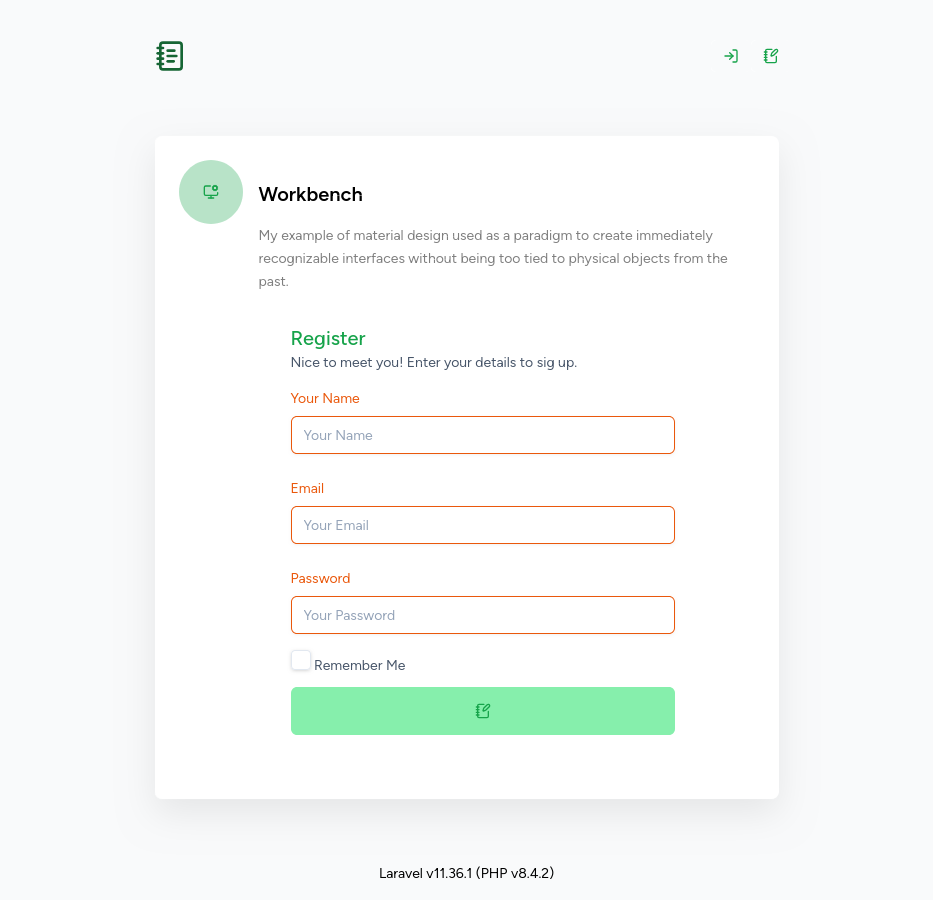 Workbench
My example of material design used as a paradigm to create immediately
recognizable interfaces without being too tied to physical objects from the
past.
Register
Nice to meet you! Enter your details to sig up.
Your Name
Your Name
Email
Your Email
Password
Your Password
Remember Me
Laravel v11.36.1 (PHP v8.4.2)